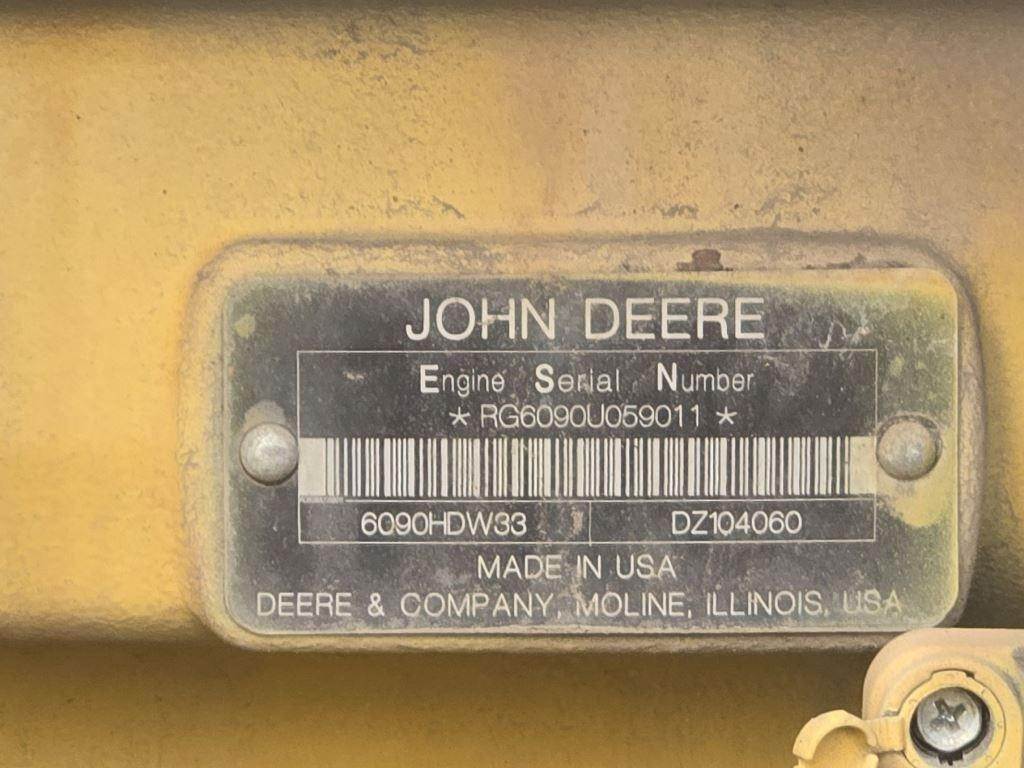 JOHN DEERE
Engine Serial Number
* RG6090U059011 *
6090HDW33 DZ104060
MADE IN USA
DEERE & COMPANY, MOLINE, ILLINOIS, USA